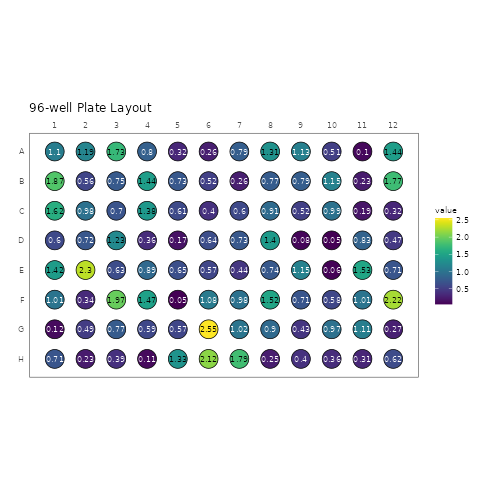 96-well Plate Layout
1 2 3 4 5 6 7 8 9 10 11 12
A 1.1 1.19 1.73 0.8 0.32 0.26 0.79 1.31 1.13 0.51 0.1 1.44
B 1.87 0.56 0.75 1.44 0.73 0.52 0.26 0.77 0.79 1.15 0.23 1.77
C 1.62 0.98 0.7 1.38 0.61 0.4 0.6 0.91 0.52 0.99 0.19 0.32
D 0.6 0.72 1.23 0.36 0.17 0.64 0.73 1.4 0.08 0.05 0.83 0.47
E 1.42 2.3 0.63 0.89 0.65 0.57 0.44 0.74 1.15 0.06 1.53 0.71
F 1.01 0.34 1.97 1.47 0.05 1.08 0.98 1.52 0.71 0.58 1.01 2.22
G 0.12 0.49 0.77 0.59 0.57 2.55 1.02 0.9 0.43 0.97 1.11 0.27
H 0.71 0.23 0.39 0.11 1.33 2.12 1.79 0.25 0.4 0.36 0.31 0.62
value
2.5
2.0
1.5
1.0
0.5